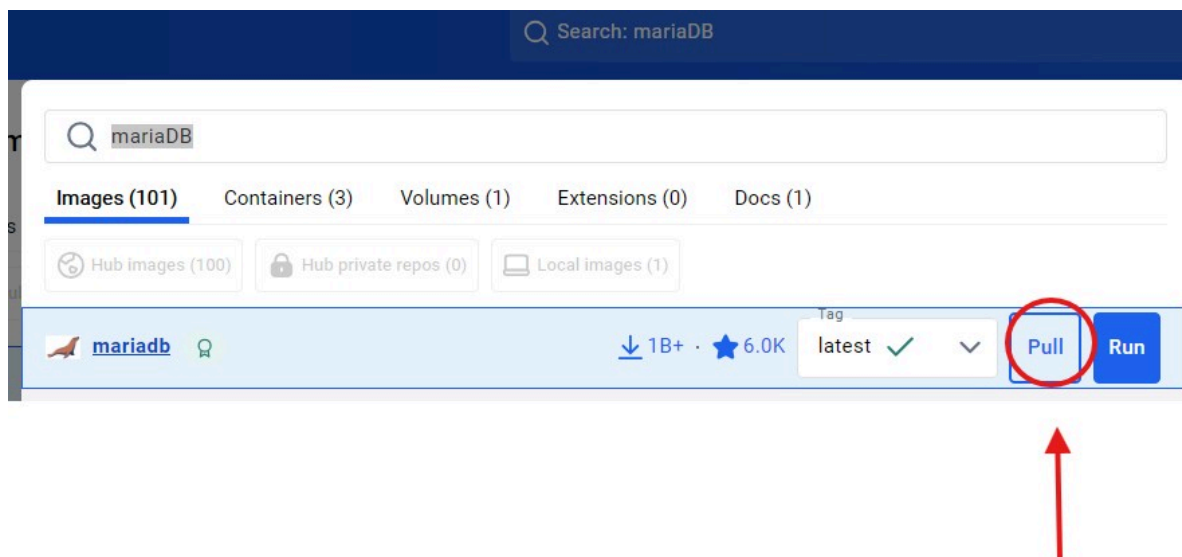 Search: mariaDB
mariaDB
Images (101) Containers (3) Volumes (1) Extensions (0) Docs (1)
Hub images (100) Hub private repos (0) Local images (1)
Tag
mariadb 1B+ · 6.0K latest Pull Run